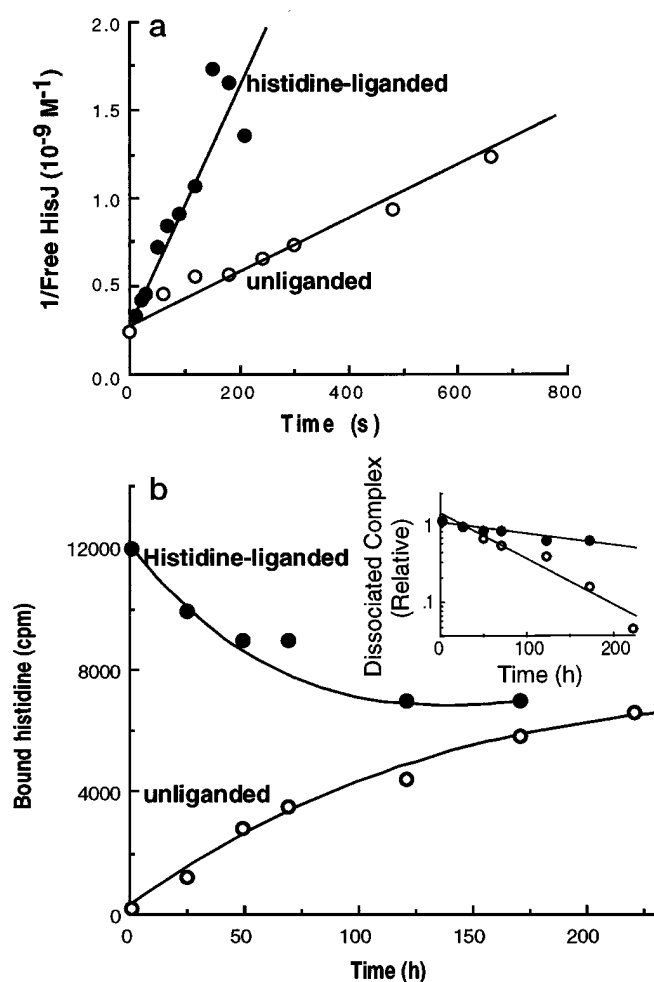 a
2.0
1.5
1.0
0.5
0.0
1/Free HisJ (10⁻⁹ M⁻¹)
histidine-liganded
unliganded
0 200 400 600 800
Time (s)
b
12000
8000
4000
0
Bound histidine (cpm)
Histidine-liganded
unliganded
0 50 100 150 200
Time (h)
Dissociated Complex
(Relative)
1
.1
0 100 200
Time (h)